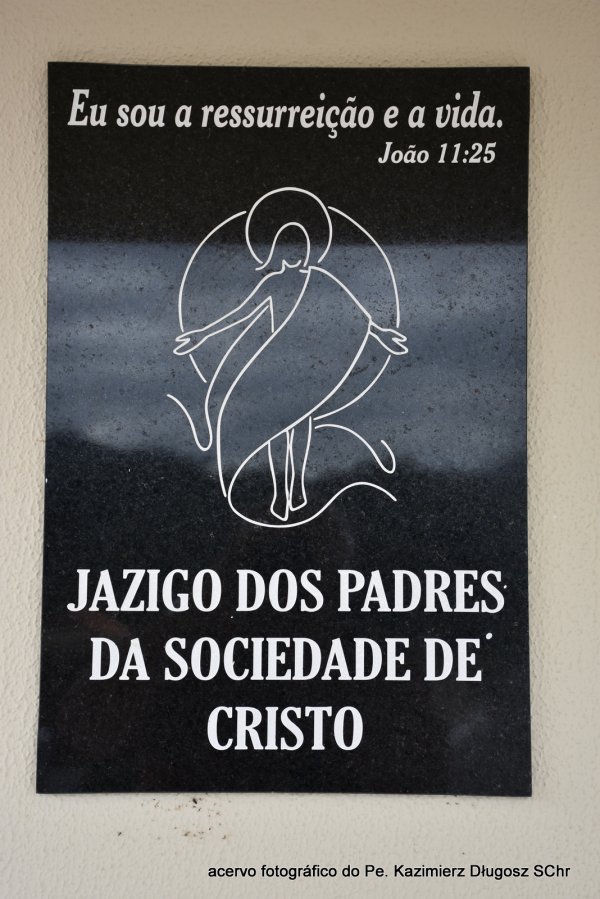 Eu sou a ressurreição e a vida.
João 11:25
JAZIGO DOS PADRES
DA SOCIEDADE DE
CRISTO
acervo fotográfico do Pe. Kazimierz Długosz SChr